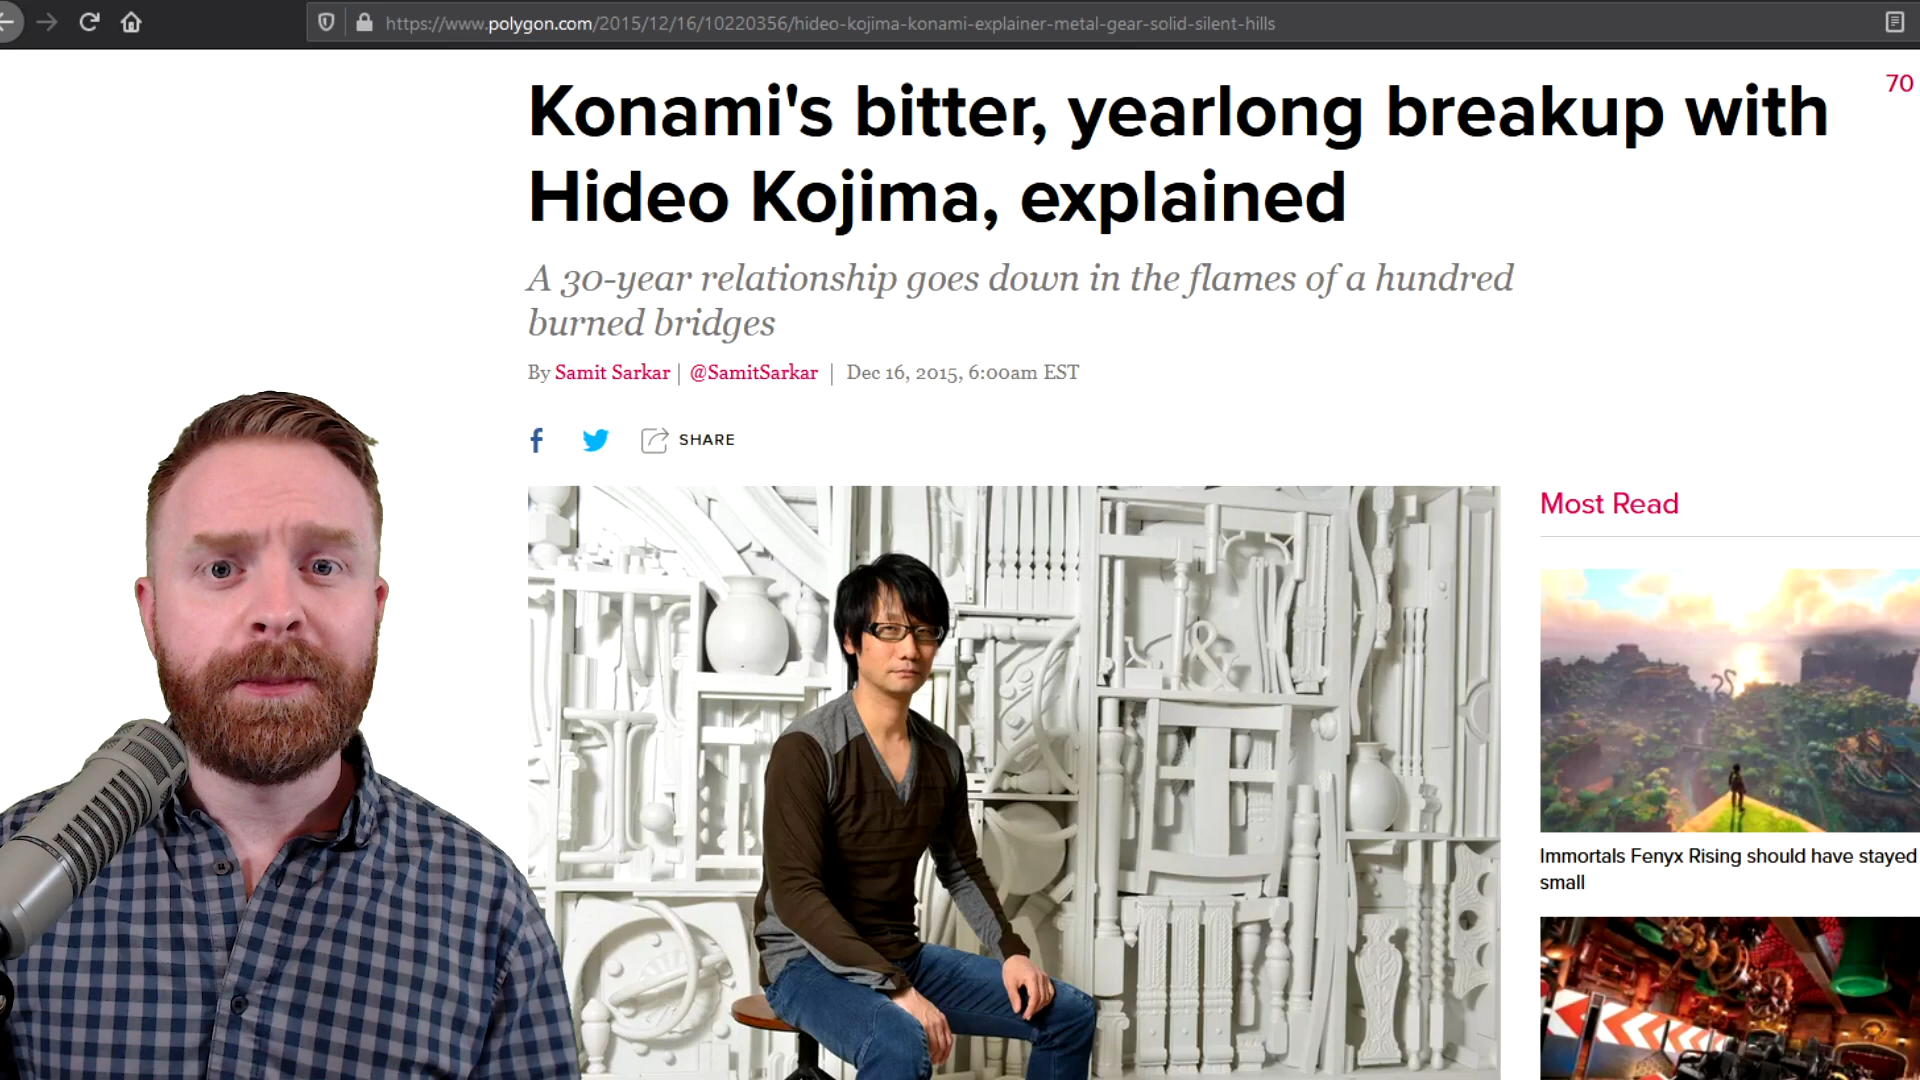 https://www.polygon.com/2015/12/16/10220356/hideo-kojima-konami-explainer-metal-gear-solid-silent-hills
Konami's bitter, yearlong breakup with
Hideo Kojima, explained
70
A 30-year relationship goes down in the flames of a hundred
burned bridges
By Samit Sarkar | @SamitSarkar | Dec 16, 2015, 6:00am EST
f
SHARE
Most Read
Immortals Fenyx Rising should have stayed
small